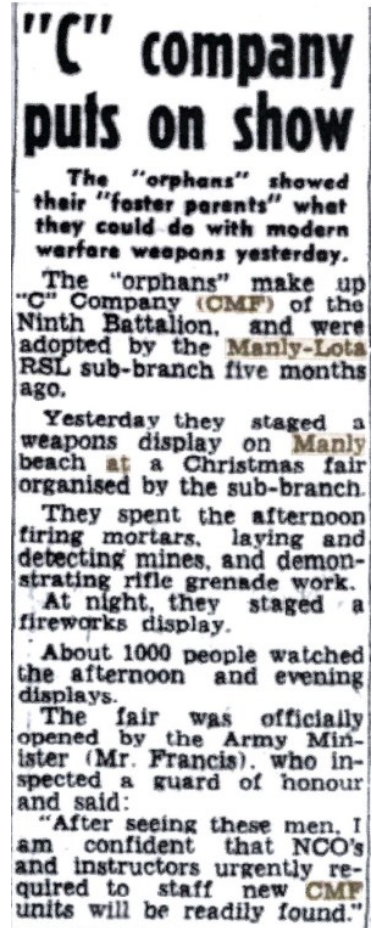 "C" company
puts on show
The "orphans" showed
their "foster parents" what
they could do with modern
warfare weapons yesterday.
The "orphans" make up
"C" Company (CMF) of the
Ninth Battalion, and were
adopted by the Manly-Lota
RSL sub-branch five months
ago.
Yesterday they staged a
weapons display on Manly
beach at a Christmas fair
organised by the sub-branch.
They spent the afternoon
firing mortars, laying and
detecting mines, and demon-
strating rifle grenade work.
At night, they staged a
fireworks display.
About 1000 people watched
the afternoon and evening
displays.
The fair was officially
opened by the Army Min-
ister (Mr. Francis), who in-
spected a guard of honour
and said:
"After seeing these men, I
am confident that NCO's
and instructors urgently re-
quired to staff new CMF
units will be readily found."